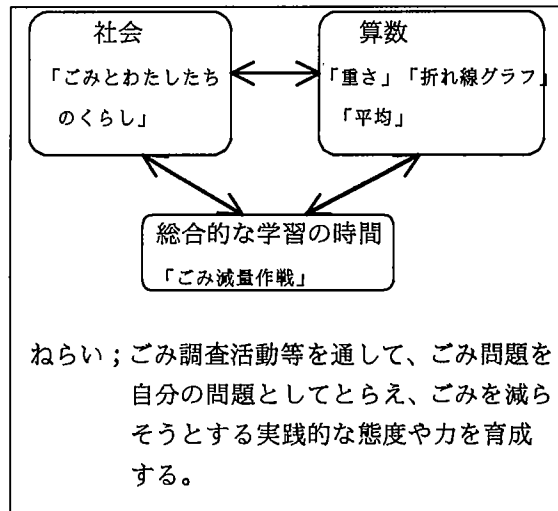 社会
「ごみとわたしたち
のくらし」
算数
「重さ」「折れ線グラフ」
「平均」
総合的な学習の時間
「ごみ減量作戦」
ねらい；ごみ調査活動等を通して、ごみ問題を
自分の問題としてとらえ、ごみを減ら
そうとする実践的な態度や力を育成
する。